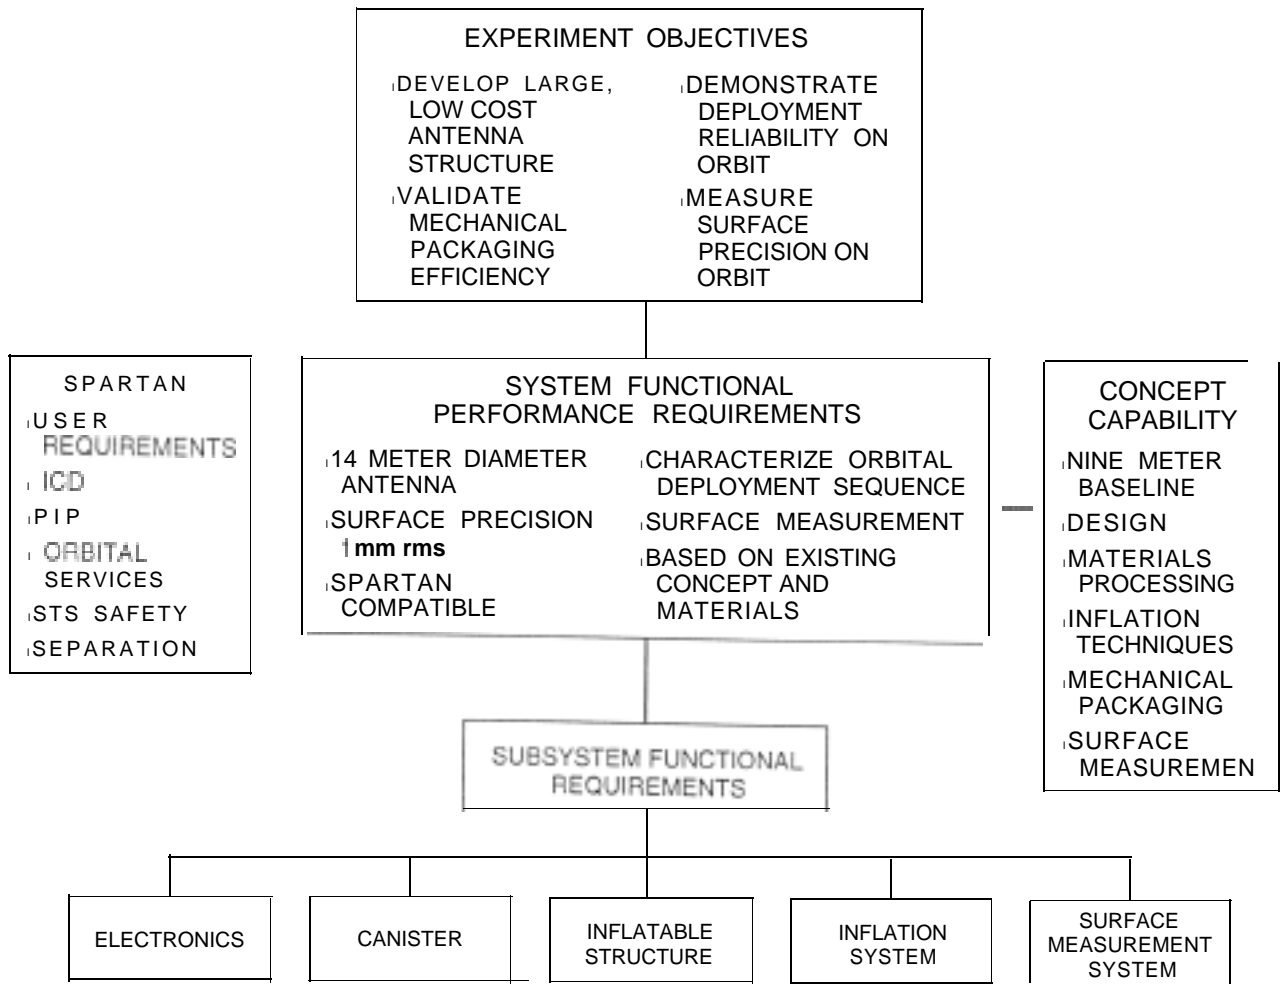 EXPERIMENT OBJECTIVES
DEVELOP LARGE,
LOW COST
ANTENNA
STRUCTURE
VALIDATE
MECHANICAL
PACKAGING
EFFICIENCY
DEMONSTRATE
DEPLOYMENT
RELIABILITY ON
ORBIT
MEASURE
SURFACE
PRECISION ON
ORBIT
SPARTAN
USER
REQUIREMENTS
ICD
PIP
ORBITAL
SERVICES
STS SAFETY
SEPARATION
SYSTEM FUNCTIONAL
PERFORMANCE REQUIREMENTS
14 METER DIAMETER
ANTENNA
SURFACE PRECISION
1 mm rms
SPARTAN
COMPATIBLE
CHARACTERIZE ORBITAL
DEPLOYMENT SEQUENCE
SURFACE MEASUREMENT
BASED ON EXISTING
CONCEPT AND
MATERIALS
CONCEPT
CAPABILITY
NINE METER
BASELINE
DESIGN
MATERIALS
PROCESSING
INFLATION
TECHNIQUES
MECHANICAL
PACKAGING
SURFACE
MEASUREMEN
SUBSYSTEM FUNCTIONAL
REQUIREMENTS
ELECTRONICS
CANISTER
INFLATABLE
STRUCTURE
INFLATION
SYSTEM
SURFACE
MEASUREMENT
SYSTEM